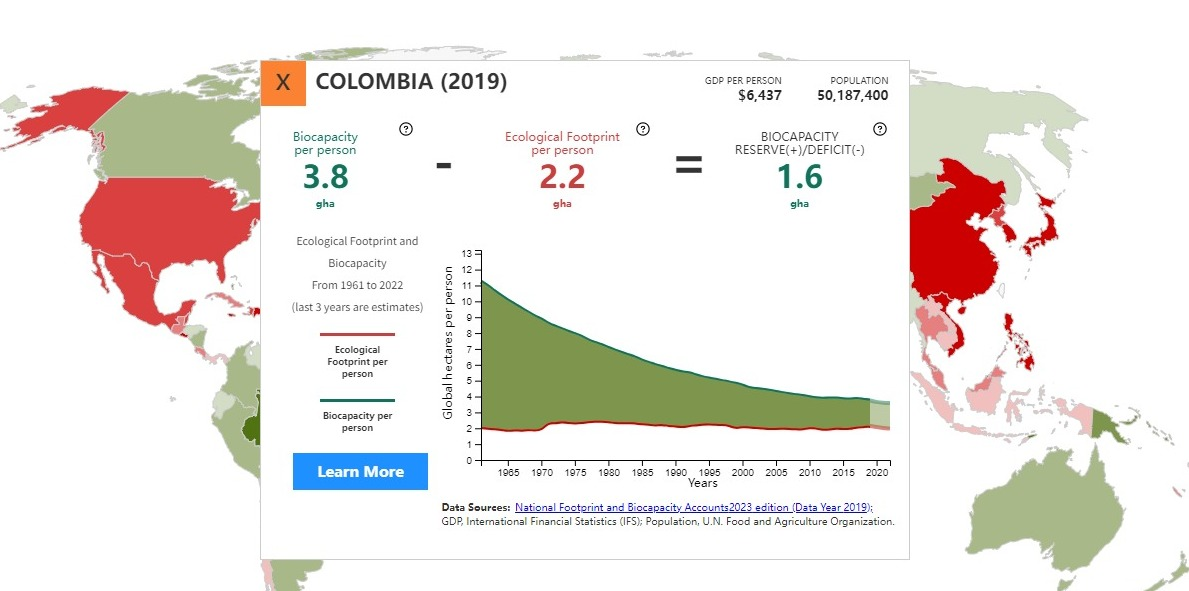 X
COLOMBIA (2019)
GDP PER PERSON
$6,437
POPULATION
50,187,400
Biocapacity
per person
3.8
gha
?
-
Ecological Footprint
per person
2.2
gha
?
=
BIOCAPACITY
RESERVE(+)/DEFICIT(-)
1.6
gha
?
Ecological Footprint and
Biocapacity
From 1961 to 2022
(last 3 years are estimates)
Ecological
Footprint per
person
Biocapacity per
person
Learn More
Global hectares per person
13
12
11
10
9
8
7
6
5
4
3
2
1
0
1965 1970 1975 1980 1985 1990 1995 2000 2005 2010 2015 2020
Years
Data Sources: National Footprint and Biocapacity Accounts2023 edition (Data Year 2019);
GDP, International Financial Statistics (IFS); Population, U.N. Food and Agriculture Organization.